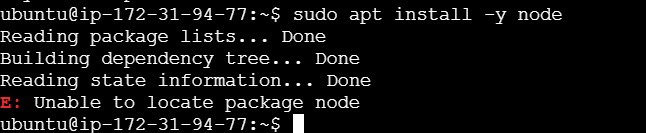 ubuntu@ip-172-31-94-77:~$ sudo apt install -y node
Reading package lists... Done
Building dependency tree... Done
Reading state information... Done
E: Unable to locate package node
ubuntu@ip-172-31-94-77:~$